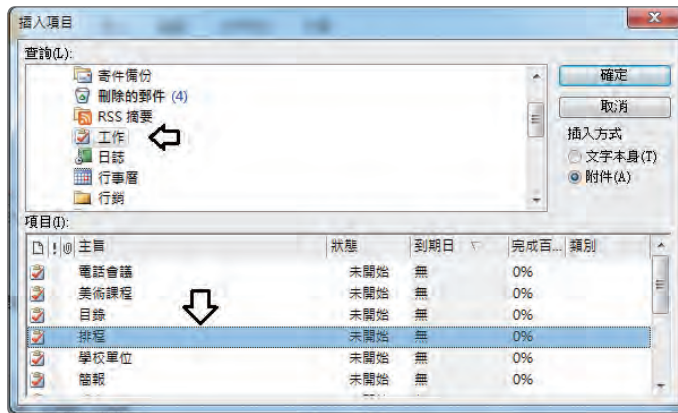 插入項目
查詢(L):
寄件備份
刪除的郵件 (4)
RSS 摘要
工作
日誌
行事曆
行銷
確定
取消
插入方式
文字本身(T)
附件(A)
項目(I):
主旨 狀態 到期日 完成百... 類別
電話會議 未開始 無 0%
美術課程 未開始 無 0%
目錄 未開始 無 0%
排程 未開始 無 0%
學校單位 未開始 無 0%
簡報 未開始 無 0%